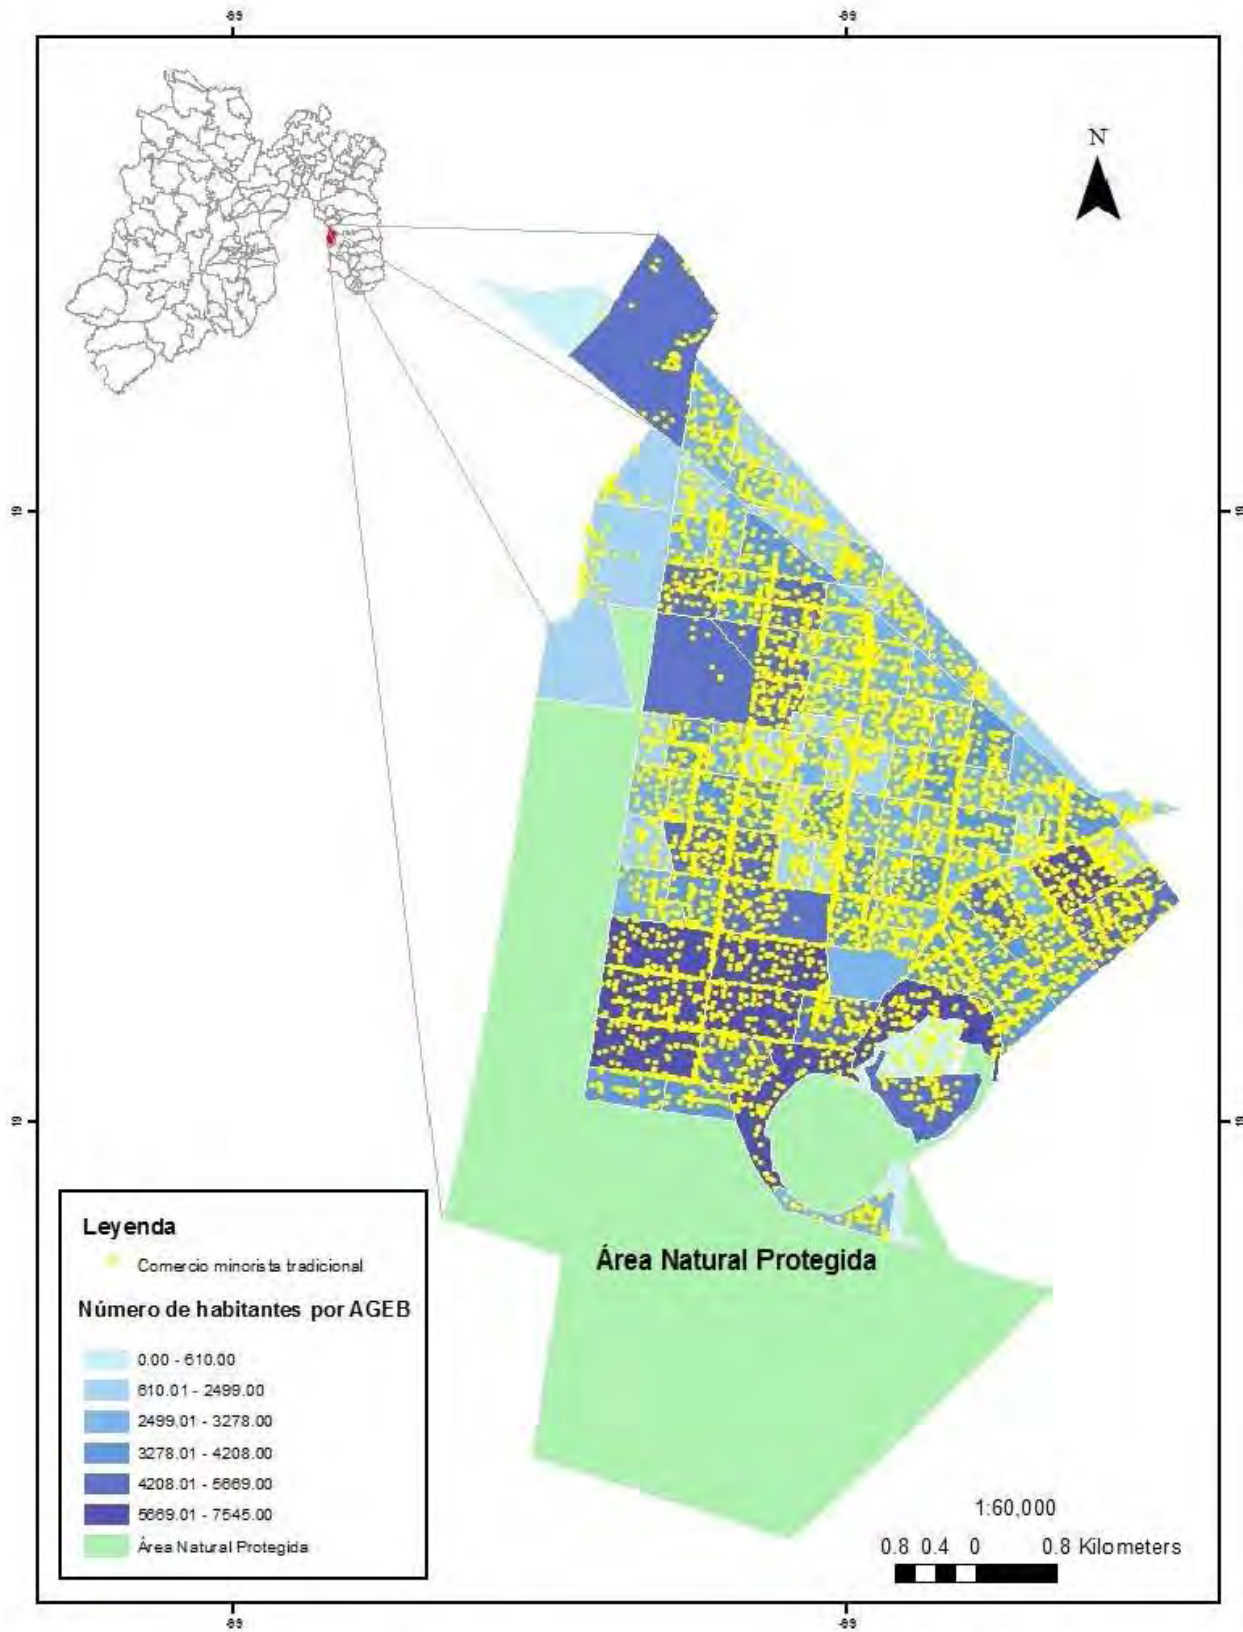 -99
-99
N
19
19
19
19
Área Natural Protegida
Leyenda
Comercio minorista tradicional
Número de habitantes por AGEB
0.00 - 610.00
610.01 - 2499.00
2499.01 - 3278.00
3278.01 - 4208.00
4208.01 - 5669.00
5669.01 - 7545.00
Área Natural Protegida
1:60,000
0.8 0.4 0 0.8 Kilometers
-99
-99